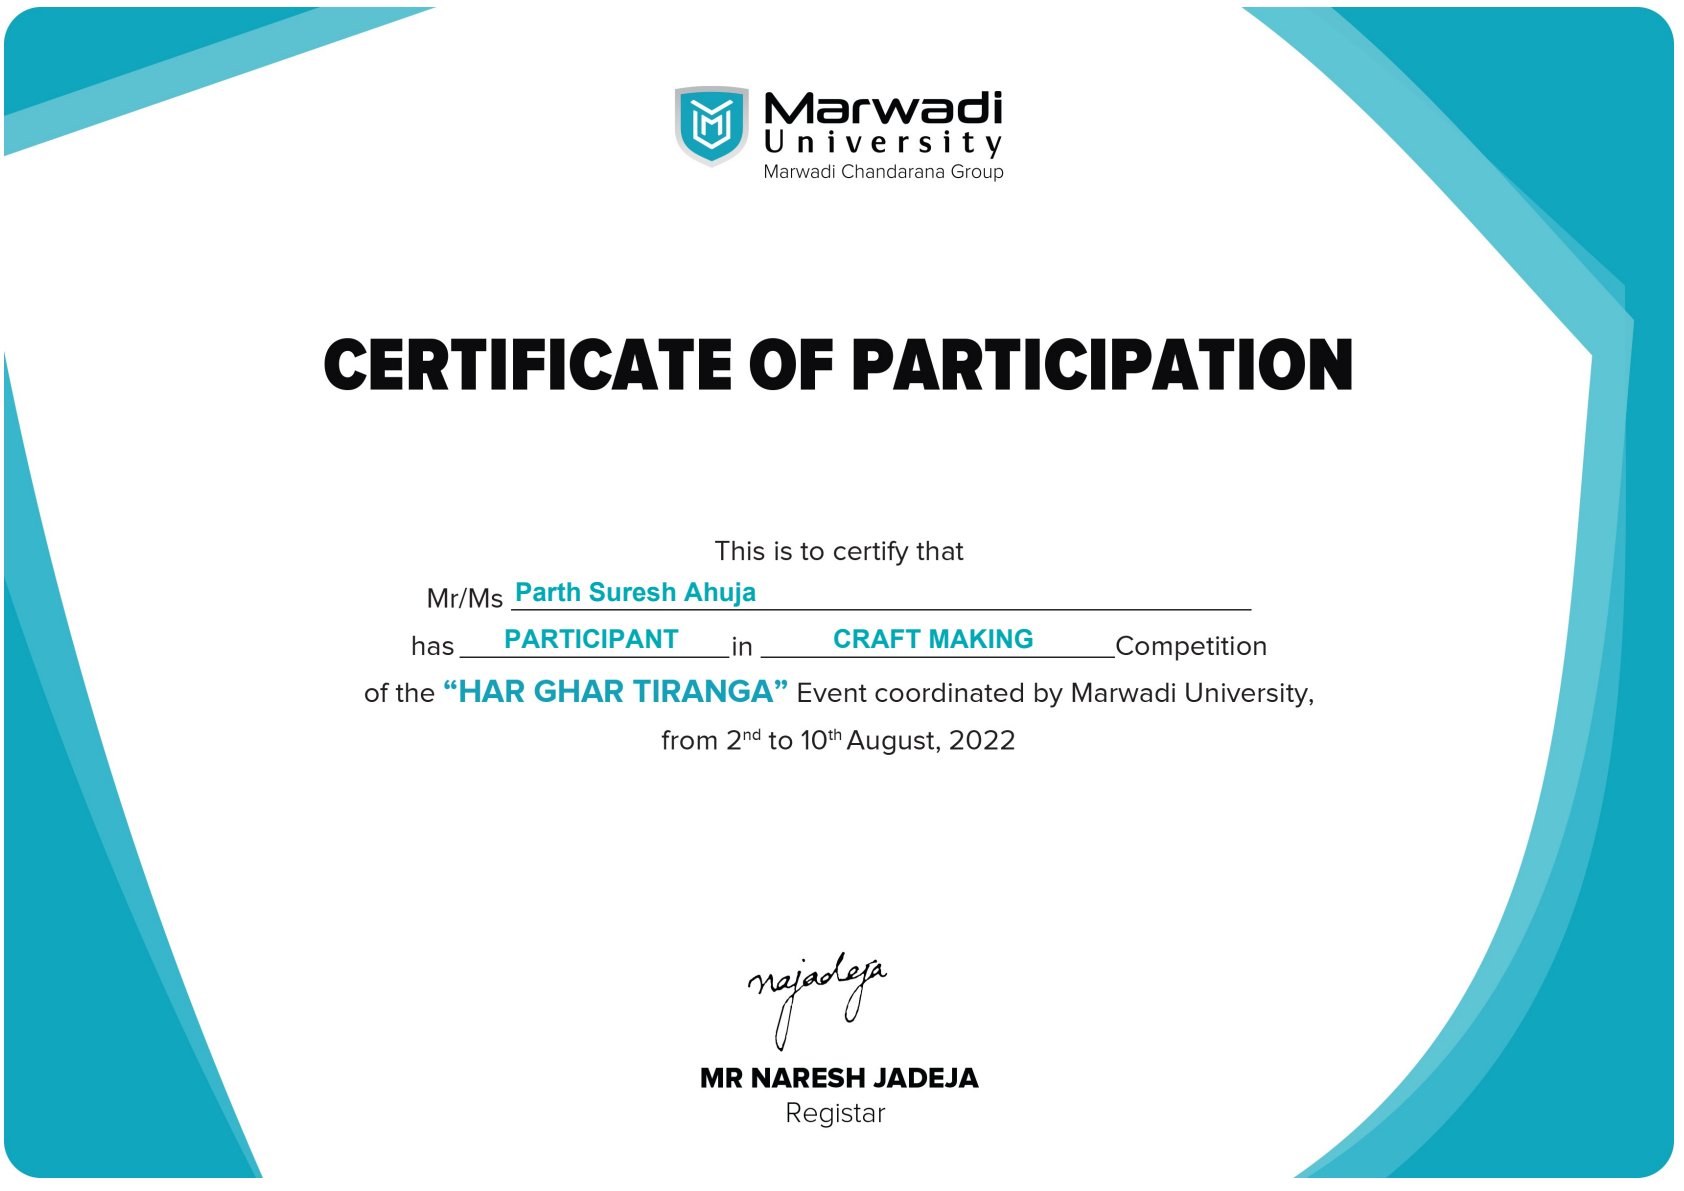 Marwadi
University
Marwadi Chandarana Group
CERTIFICATE OF PARTICIPATION
This is to certify that
Mr/Ms Parth Suresh Ahuja
has PARTICIPANT in CRAFT MAKING Competition
of the “HAR GHAR TIRANGA” Event coordinated by Marwadi University,
from 2nd to 10th August, 2022
najadeja
MR NARESH JADEJA
Registar